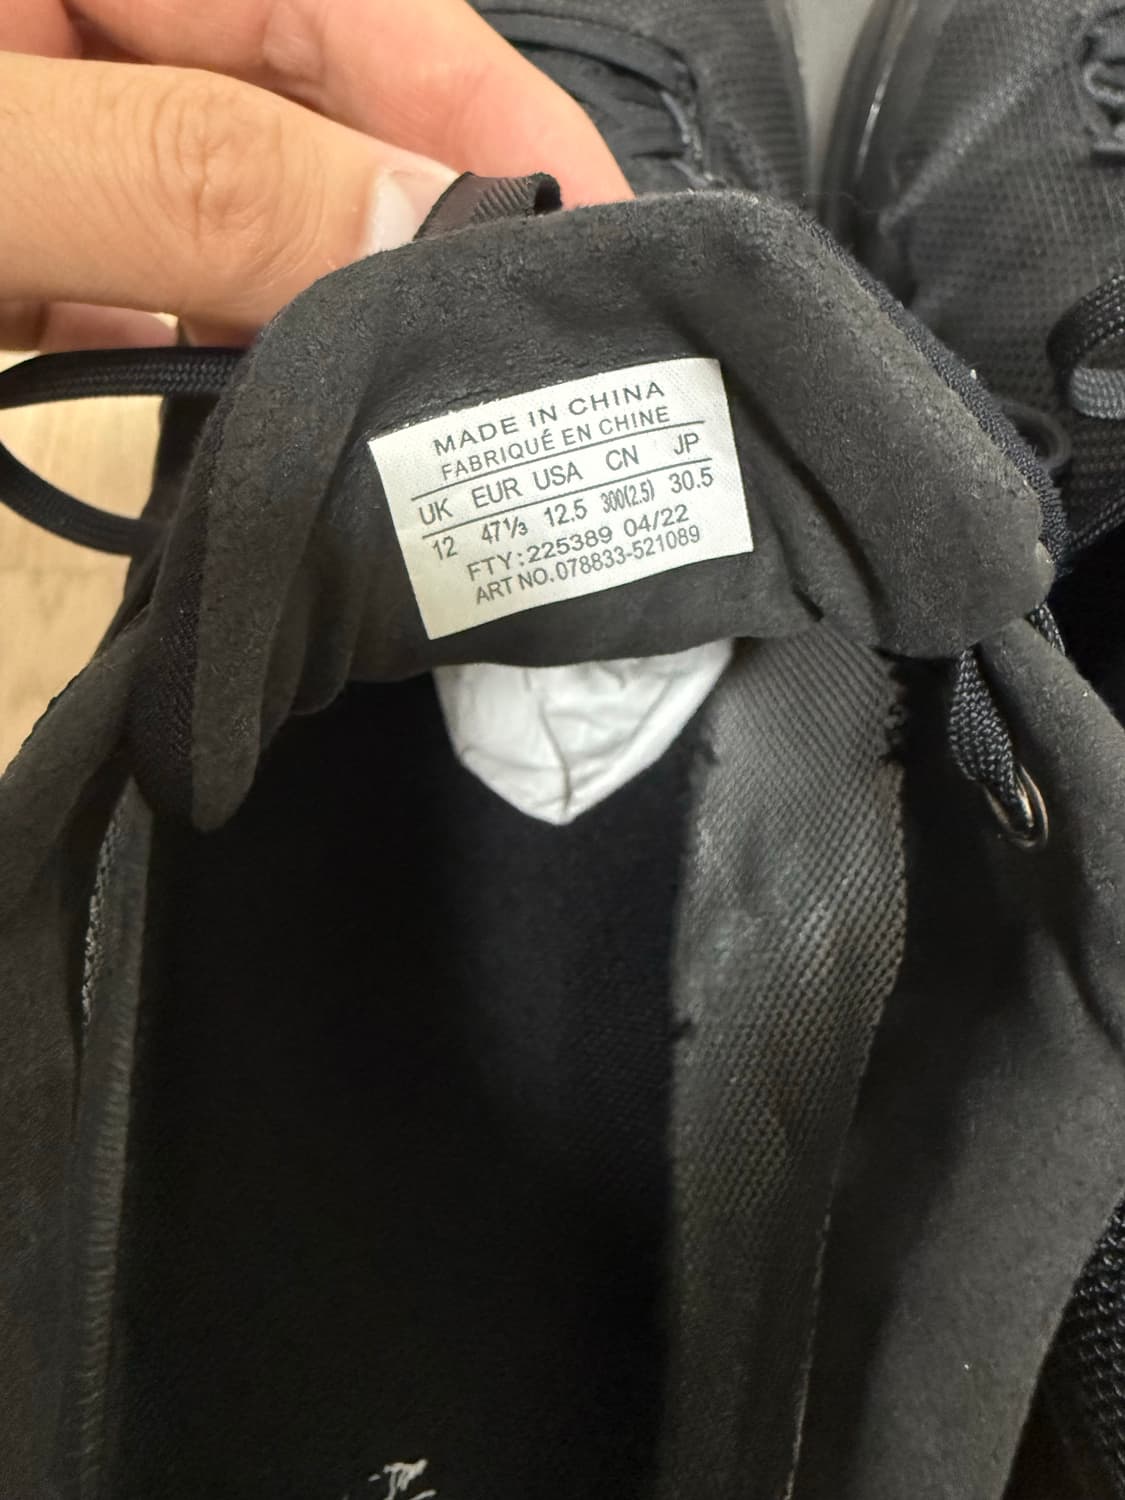 MADE IN CHINA
FABRIQUÉ EN CHINE
UK EUR USA CN JP
12 47⅓ 12.5 300(2.5) 30.5
FTY:225389 04/22
ART NO.078833-521089